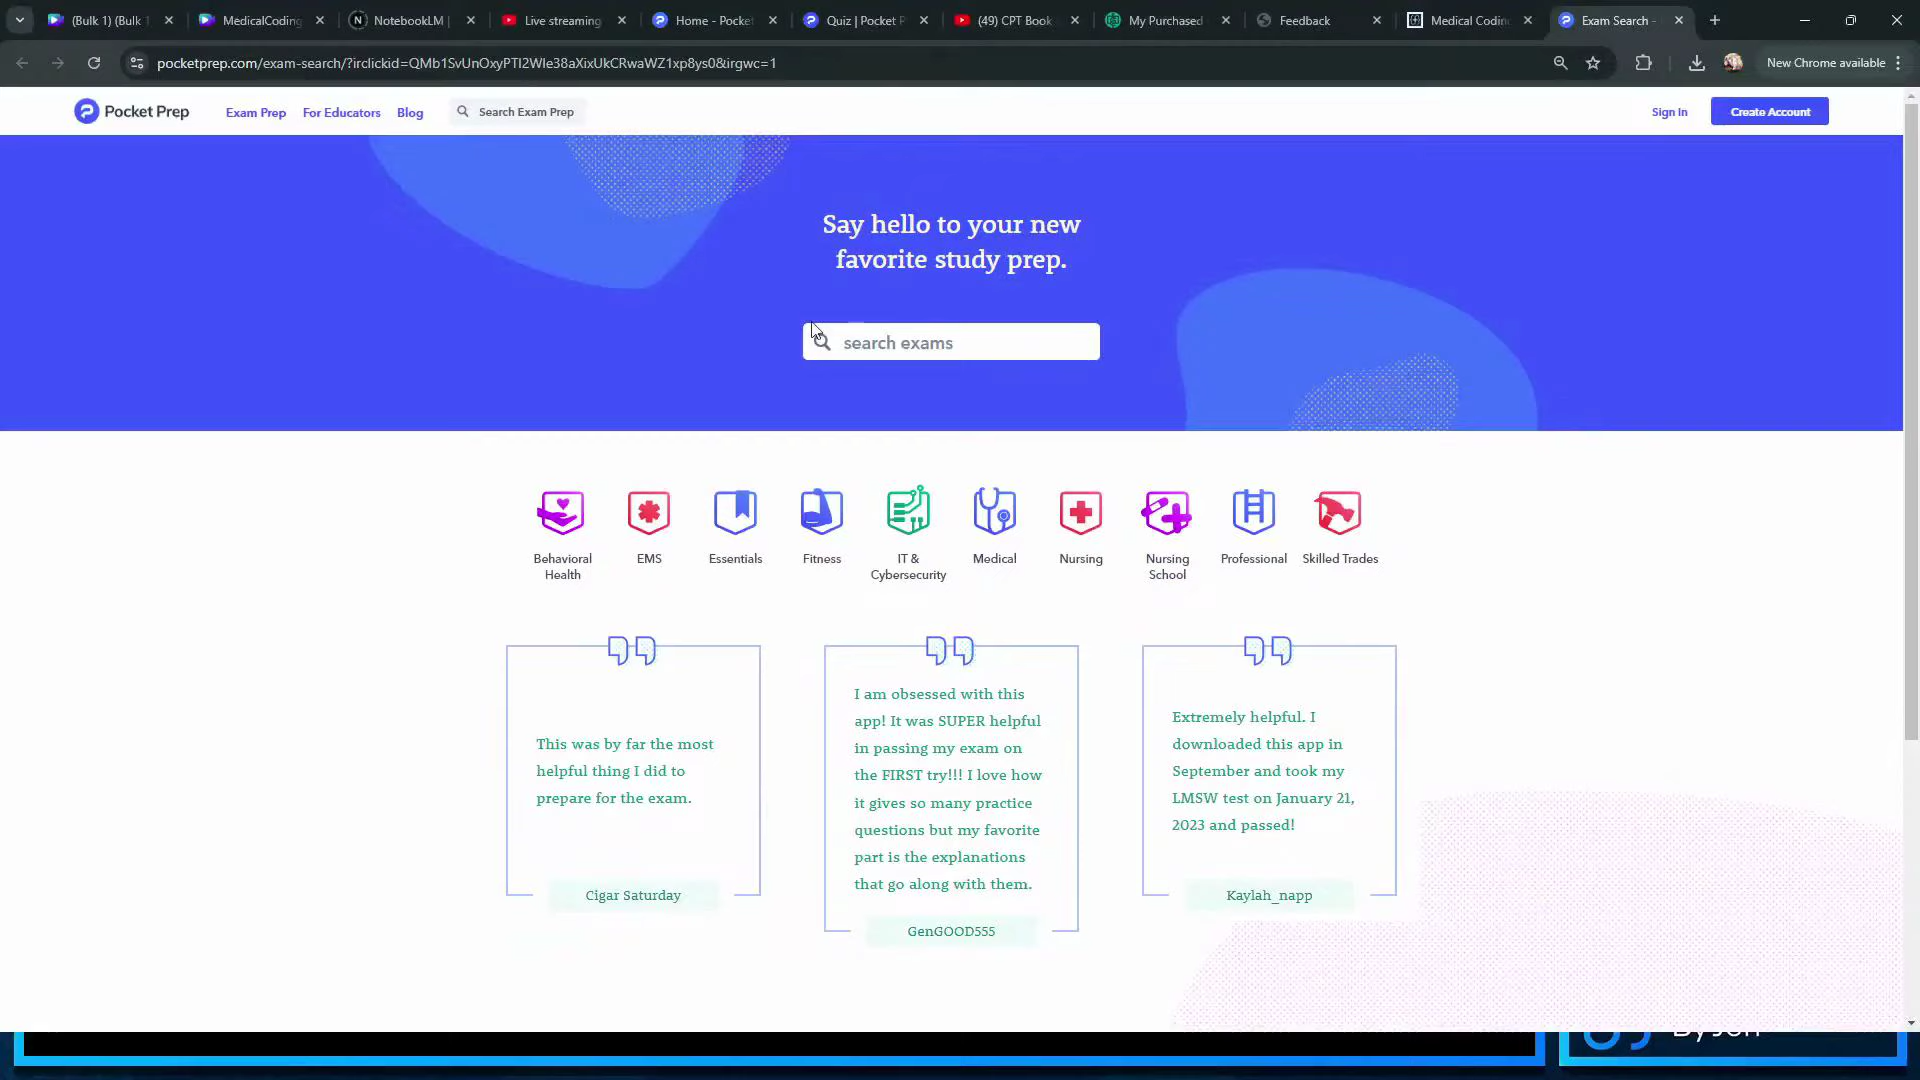 (Bulk 1) (Bulk
MedicalCoding
NotebookLM |
Live streaming
Home - Pocket
Quiz | Pocket P
(49) CPT Book
My Purchased
Feedback
Medical Codin
Exam Search -
pocketprep.com/exam-search/?irclickid=QMb1SvUnOxyPTI2WIe38aXixUkCRwaWZ1xp8ys0&irgwc=1
New Chrome available
Pocket Prep
Exam Prep
For Educators
Blog
Search Exam Prep
Sign In
Create Account
Say hello to your new
favorite study prep.
search exams
Behavioral
Health
EMS
Essentials
Fitness
IT &
Cybersecurity
Medical
Nursing
Nursing
School
Professional
Skilled Trades
This was by far the most
helpful thing I did to
prepare for the exam.
Cigar Saturday
I am obsessed with this
app! It was SUPER helpful
in passing my exam on
the FIRST try!!! I love how
it gives so many practice
questions but my favorite
part is the explanations
that go along with them.
GenGOOD555
Extremely helpful. I
downloaded this app in
September and took my
LMSW test on January 21,
2023 and passed!
Kaylah_napp